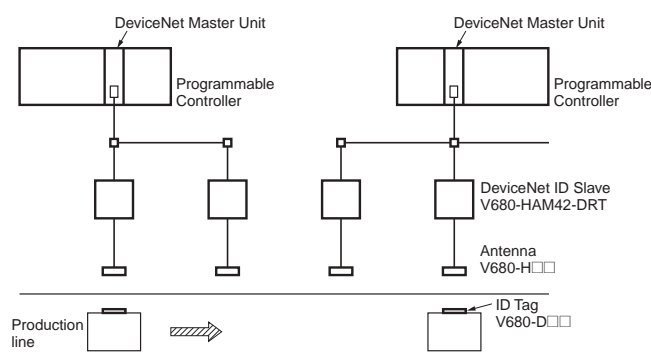 DeviceNet Master Unit
DeviceNet Master Unit
Programmable
Controller
Programmable
Controller
DeviceNet ID Slave
V680-HAM42-DRT
Antenna
V680-H□□
ID Tag
V680-D□□
Production
line